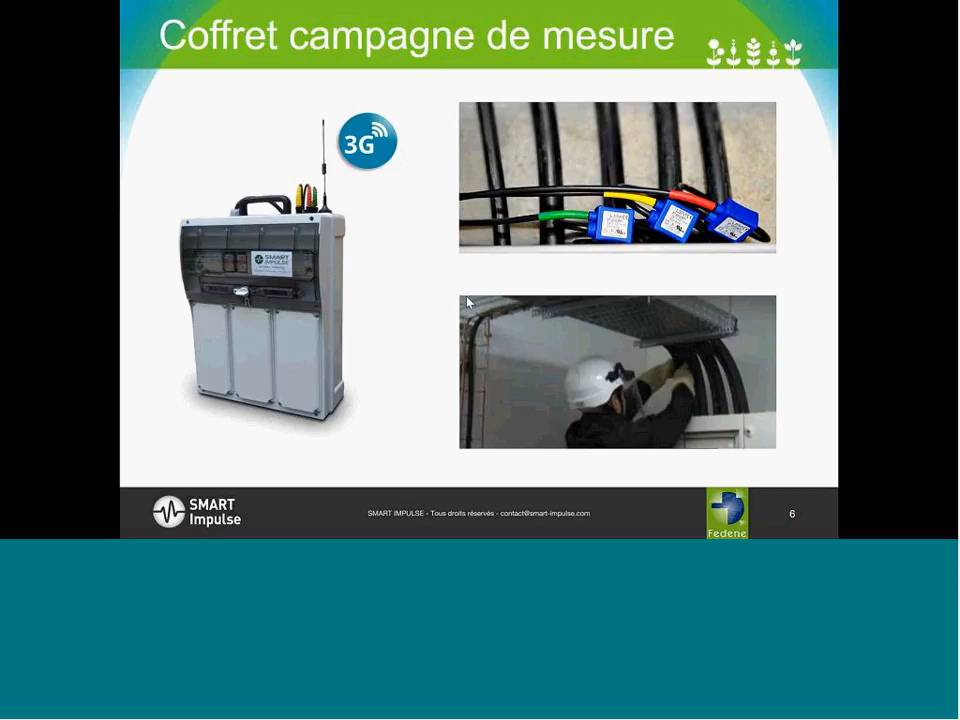 Coffret campagne de mesure
3G
SMART
IMPULSE
SMART
Impulse
SMART IMPULSE - Tous droits réservés - contact@smart-impulse.com
Fedene
6